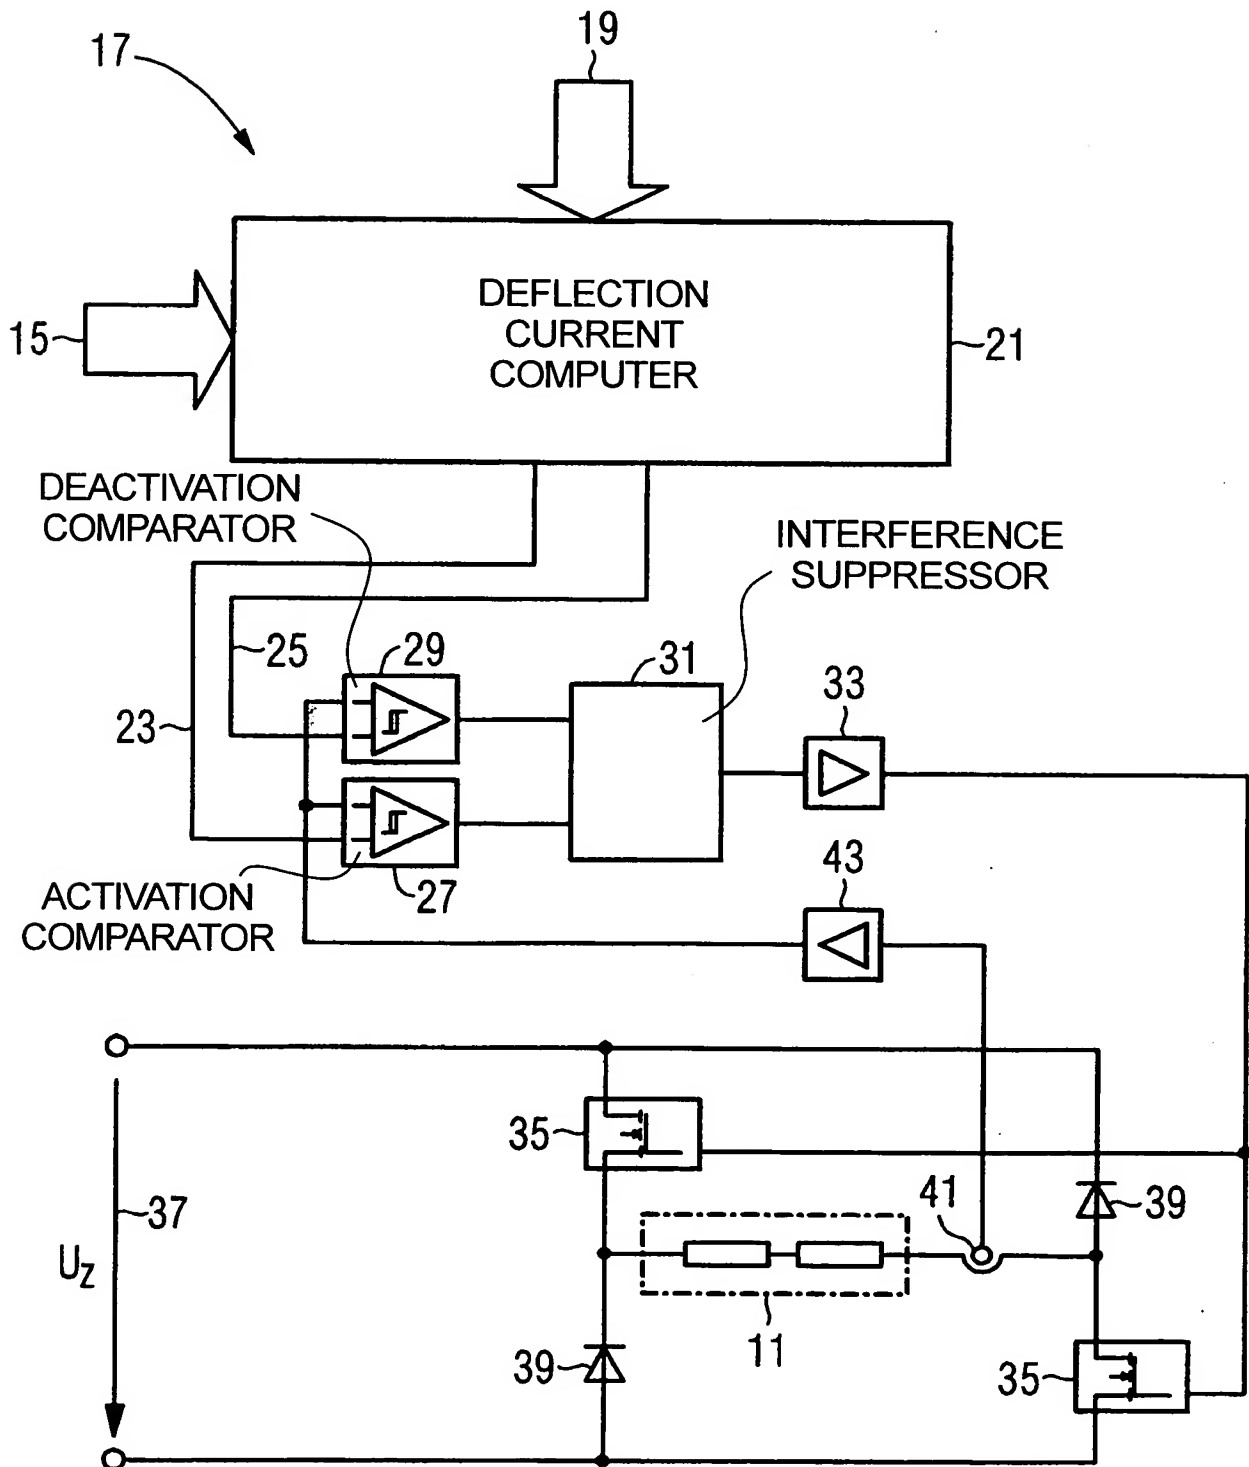 17
19
15
DEFLECTION
CURRENT
COMPUTER
21
DEACTIVATION
COMPARATOR
INTERFERENCE
SUPPRESSOR
25
29
31
33
23
27
43
ACTIVATION
COMPARATOR
35
37
41
39
Uz
11
39
35